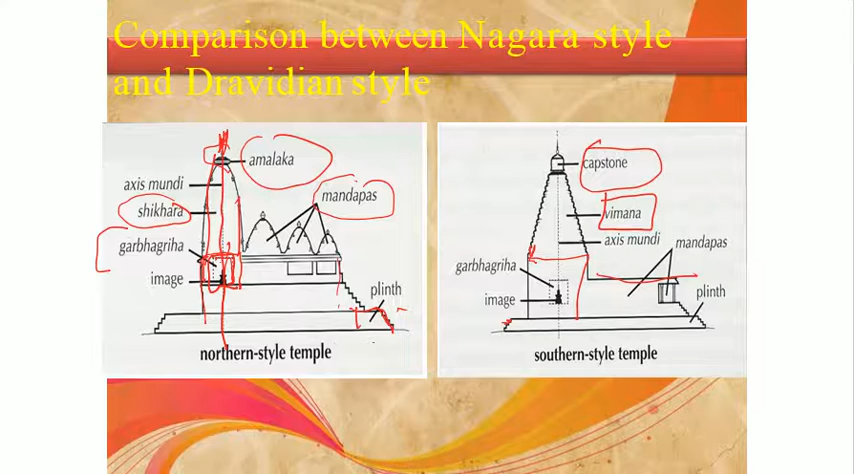 Comparison between Nagara style
and Dravidian style
amalaka
axis mundi
mandapas
shikhara
garbhagriha
image
plinth
northern-style temple
capstone
vimana
axis mundi
mandapas
garbhagriha
image
plinth
southern-style temple